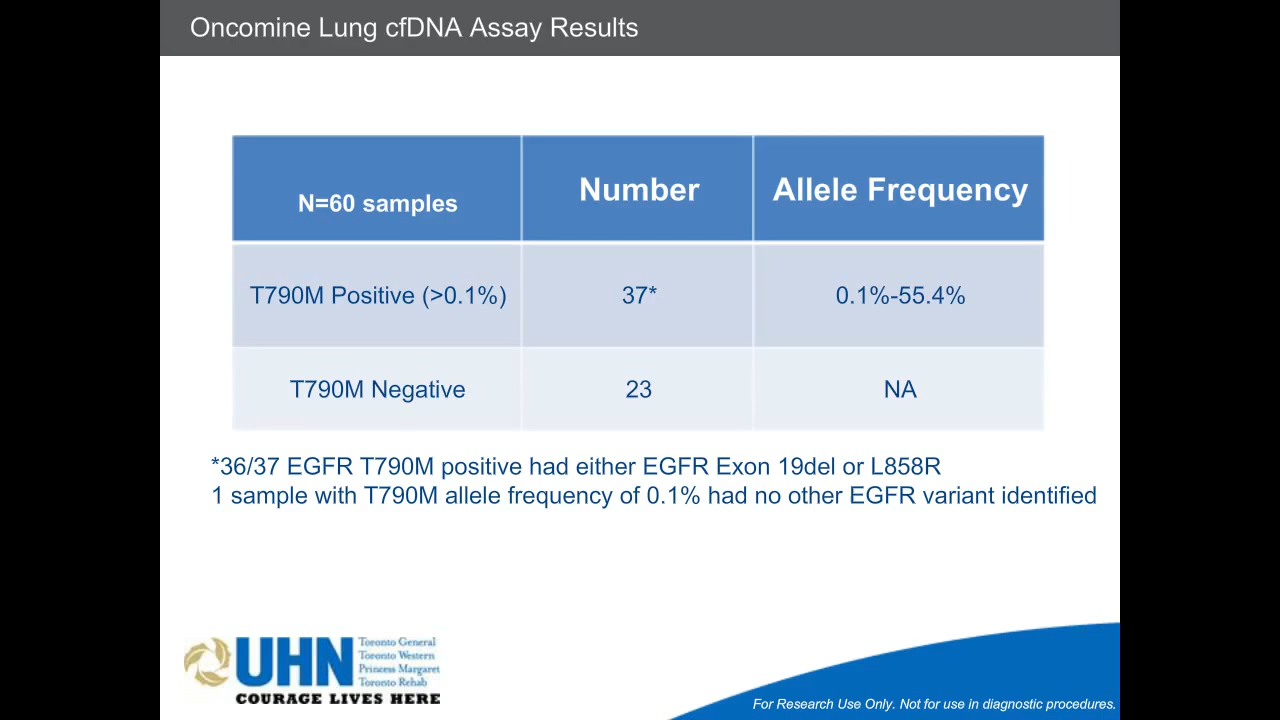 Oncomine Lung cfDNA Assay Results
N=60 samples
Number
Allele Frequency
T790M Positive (>0.1%)
37*
0.1%-55.4%
T790M Negative
23
NA
*36/37 EGFR T790M positive had either EGFR Exon 19del or L858R
1 sample with T790M allele frequency of 0.1% had no other EGFR variant identified
UHN
Toronto General
Toronto Western
Princess Margaret
Toronto Rehab
COURAGE LIVES HERE
For Research Use Only. Not for use in diagnostic procedures.